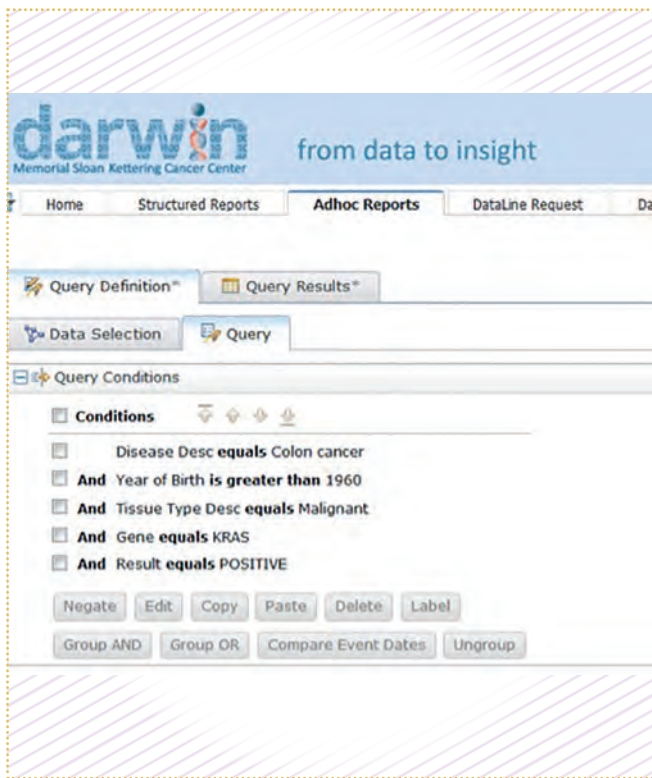 darwin
Memorial Sloan Kettering Cancer Center
from data to insight
Home Structured Reports Adhoc Reports DataLine Request Da
Query Definition* Query Results*
Data Selection Query
Query Conditions
Conditions
Disease Desc equals Colon cancer
And Year of Birth is greater than 1960
And Tissue Type Desc equals Malignant
And Gene equals KRAS
And Result equals POSITIVE
Negate Edit Copy Paste Delete Label
Group AND Group OR Compare Event Dates Ungroup